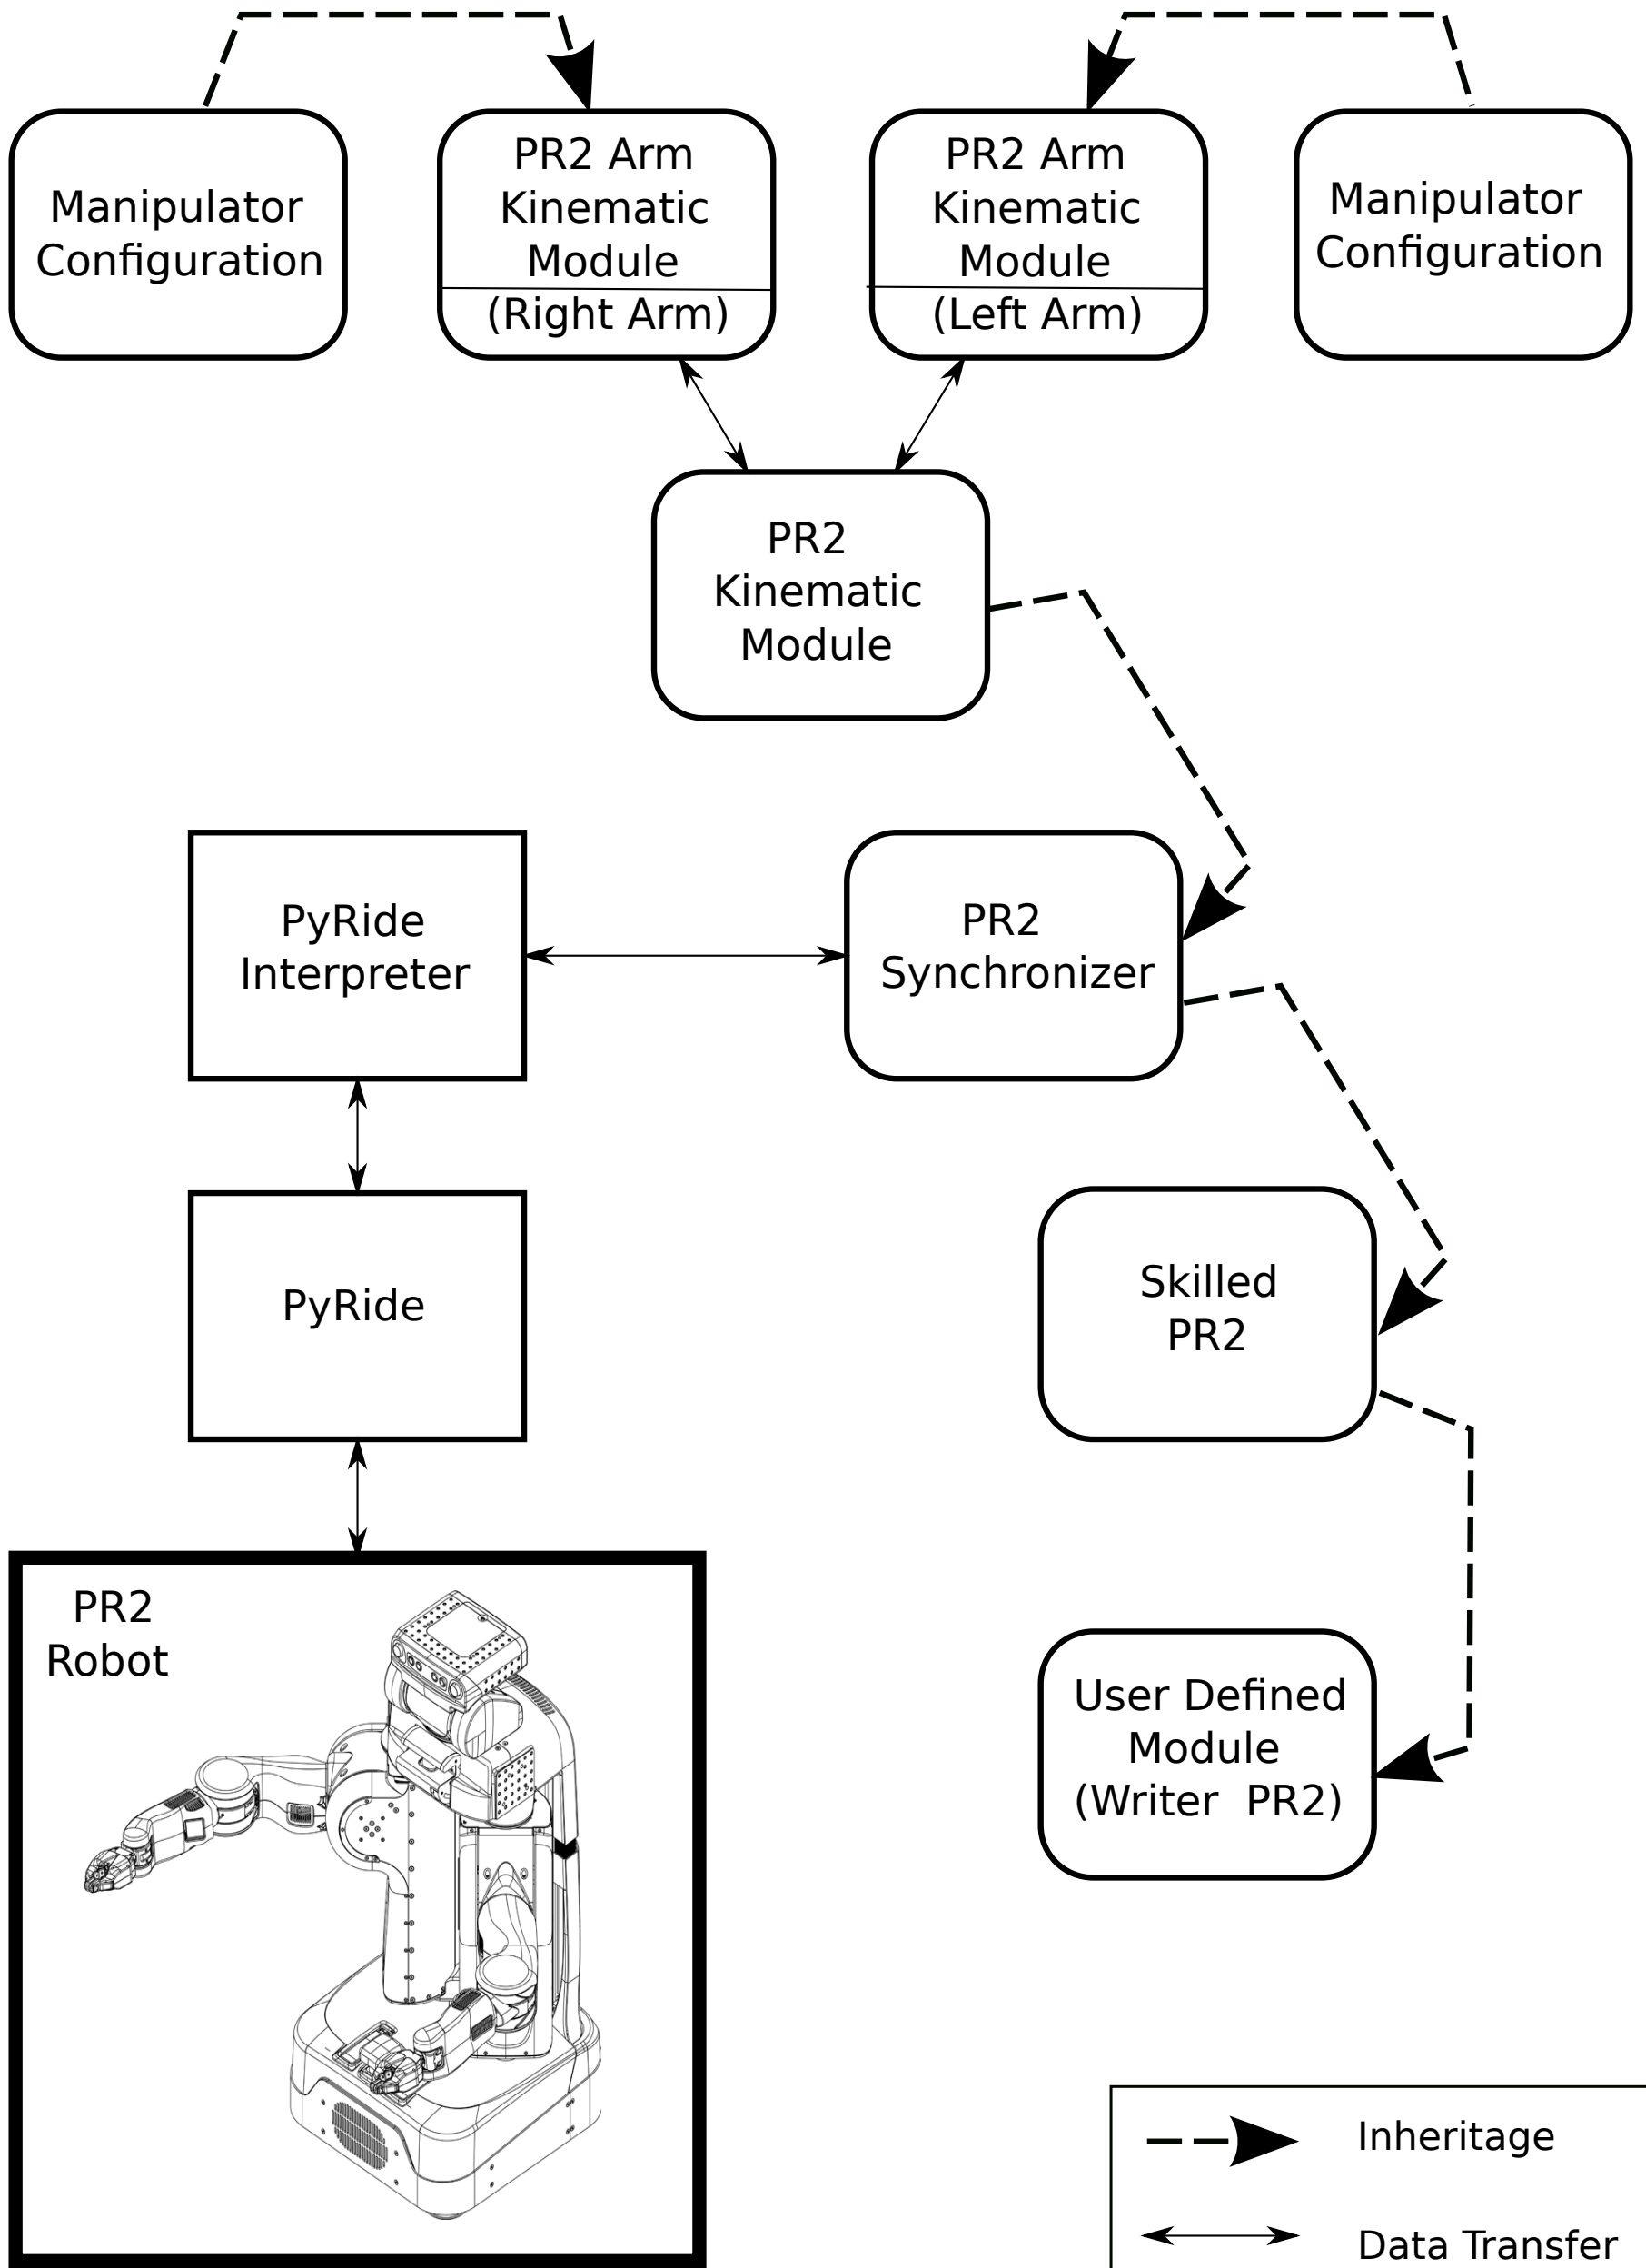 Manipulator
Configuration
PR2 Arm
Kinematic
Module
(Right Arm)
PR2 Arm
Kinematic
Module
(Left Arm)
Manipulator
Configuration
PR2
Kinematic
Module
PyRide
Interpreter
PR2
Synchronizer
PyRide
Skilled
PR2
PR2
Robot
User Defined
Module
(Writer PR2)
Inheritage
Data Transfer